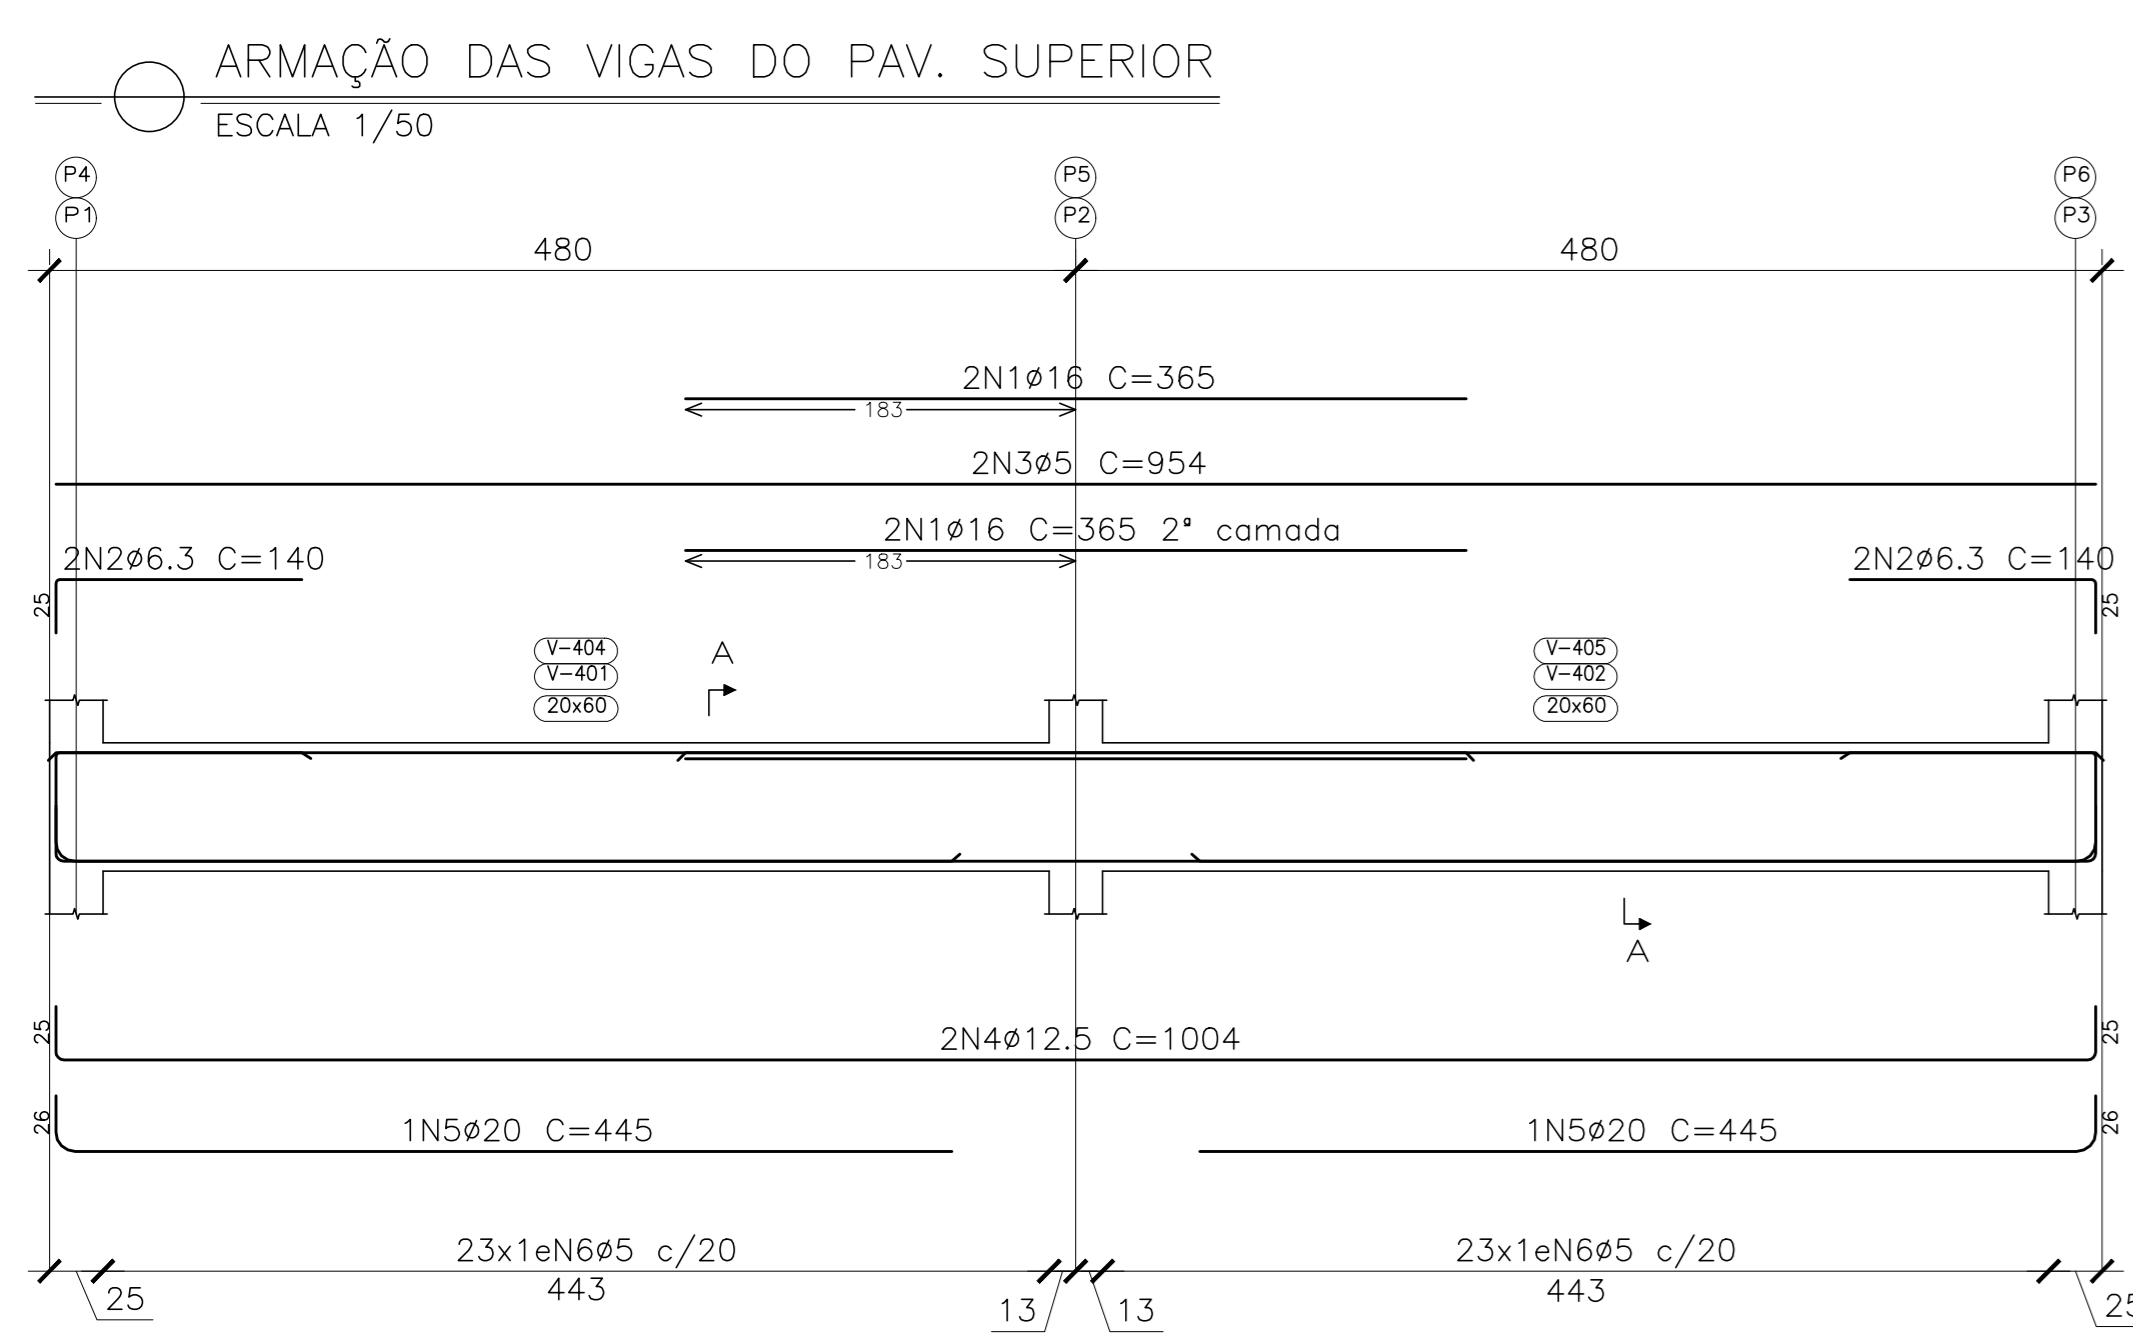 ARMAÇÃO DAS VIGAS DO PAV. SUPERIOR
ESCALA 1/50
P4 P5 P6
P1 P2 P3
480 480
2N1ø16 C=365
183
2N3ø5 C=954
2N1ø16 C=365 2ª camada
183
2N2ø6.3 C=140 2N2ø6.3 C=140
25 25
V-404 A V-405
V-401 V-402
20x60 20x60
A
25 2N4ø12.5 C=1004 25
26 1N5ø20 C=445 1N5ø20 C=445 26
23x1eN6ø5 c/20 23x1eN6ø5 c/20
443 443
25 13 13 25